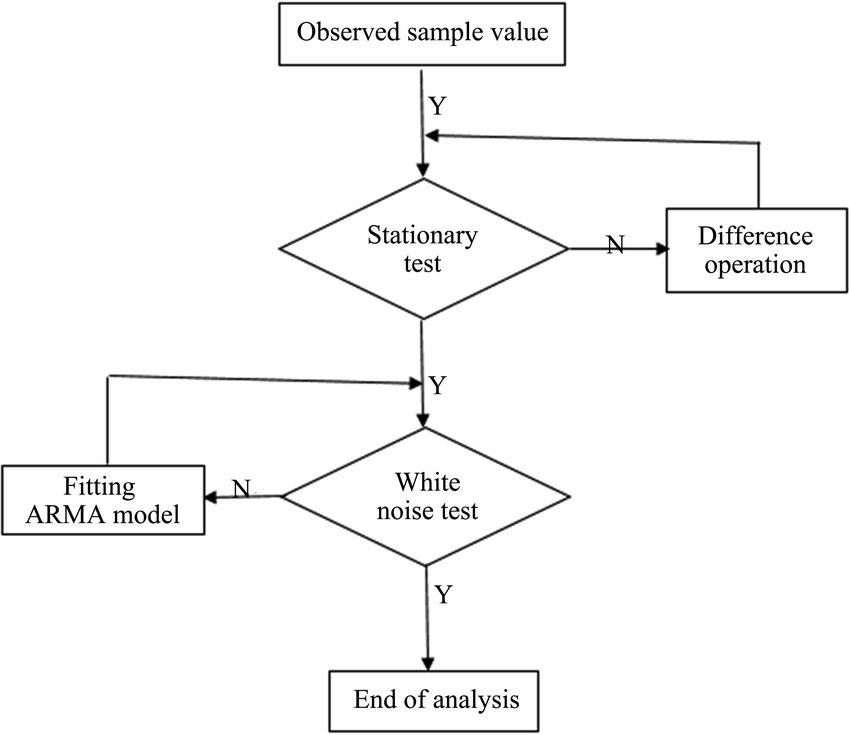 Observed sample value
Y
Stationary
test
N
Difference
operation
Y
Fitting
ARMA model
N
White
noise test
Y
End of analysis